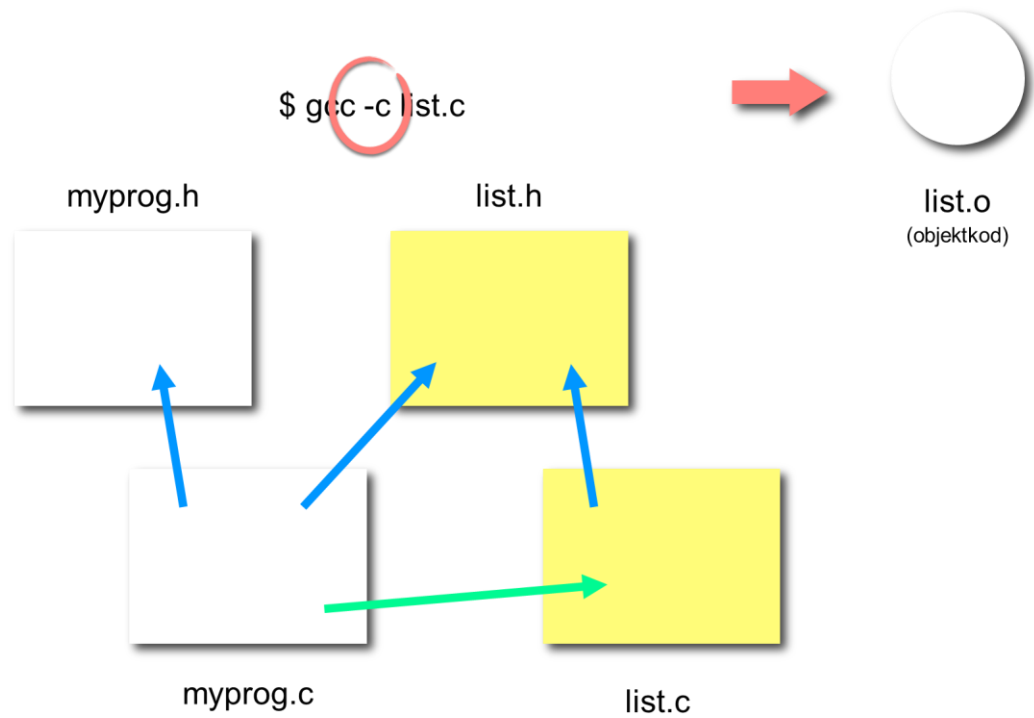 $ gcc -c list.c
myprog.h
list.h
list.o
(objektkod)
myprog.c
list.c